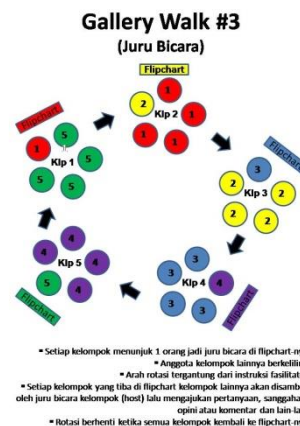 Gallery Walk #3
(Juru Bicara)
Flipchart
1
2
1
Klp 2
1
1
Flipchart
1
5
Klp 1
5
5
5
Flipchart
3
2
Klp 3
2
2
2
4
4
Klp 5
4
5
4
Flipchart
3
3
Klp 4
4
3
3
Flipchart
▪ Setiap kelompok menunjuk 1 orang jadi juru bicara di flipchart-n
▪ Anggota kelompok lainnya berkelili
▪ Arah rotasi tergantung dari instruksi fasilitat
▪ Setiap kelompok yang tiba di flipchart kelompok lainnya akan disamb
oleh juru bicara kelompok (host) lalu mengajukan pertanyaan, sanggaha
opini atau komentar dan lain-la
▪ Rotasi berhenti ketika semua kelompok kembali ke flipchart-n